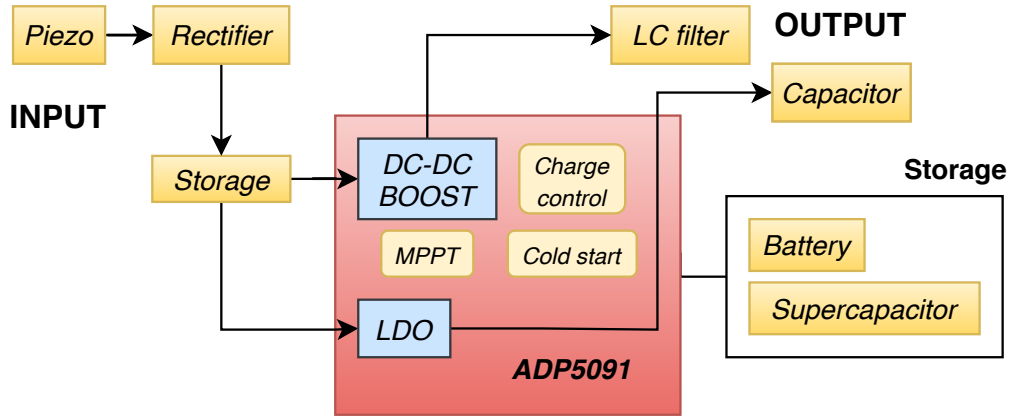 Piezo
Rectifier
LC filter
OUTPUT
Capacitor
INPUT
Storage
DC-DC
BOOST
Charge
control
MPPT
Cold start
LDO
ADP5091
Storage
Battery
Supercapacitor